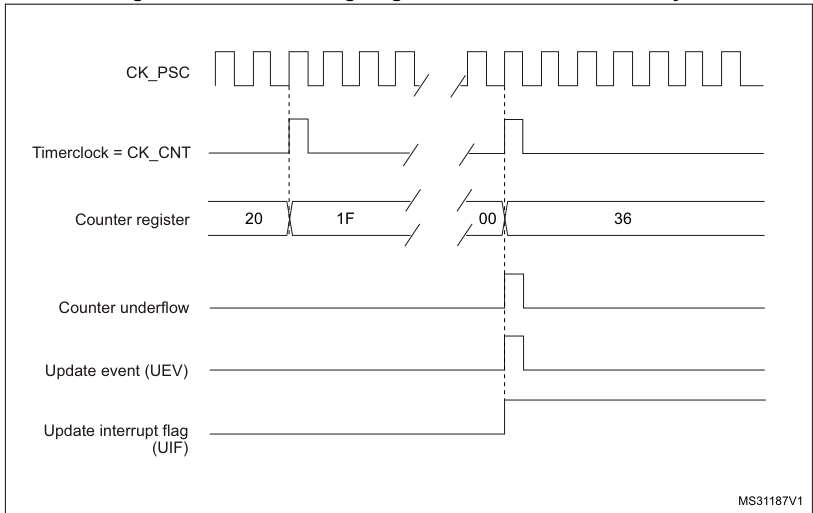 CK_PSC
Timerclock = CK_CNT
Counter register
20
1F
00
36
Counter underflow
Update event (UEV)
Update interrupt flag
(UIF)
MS31187V1